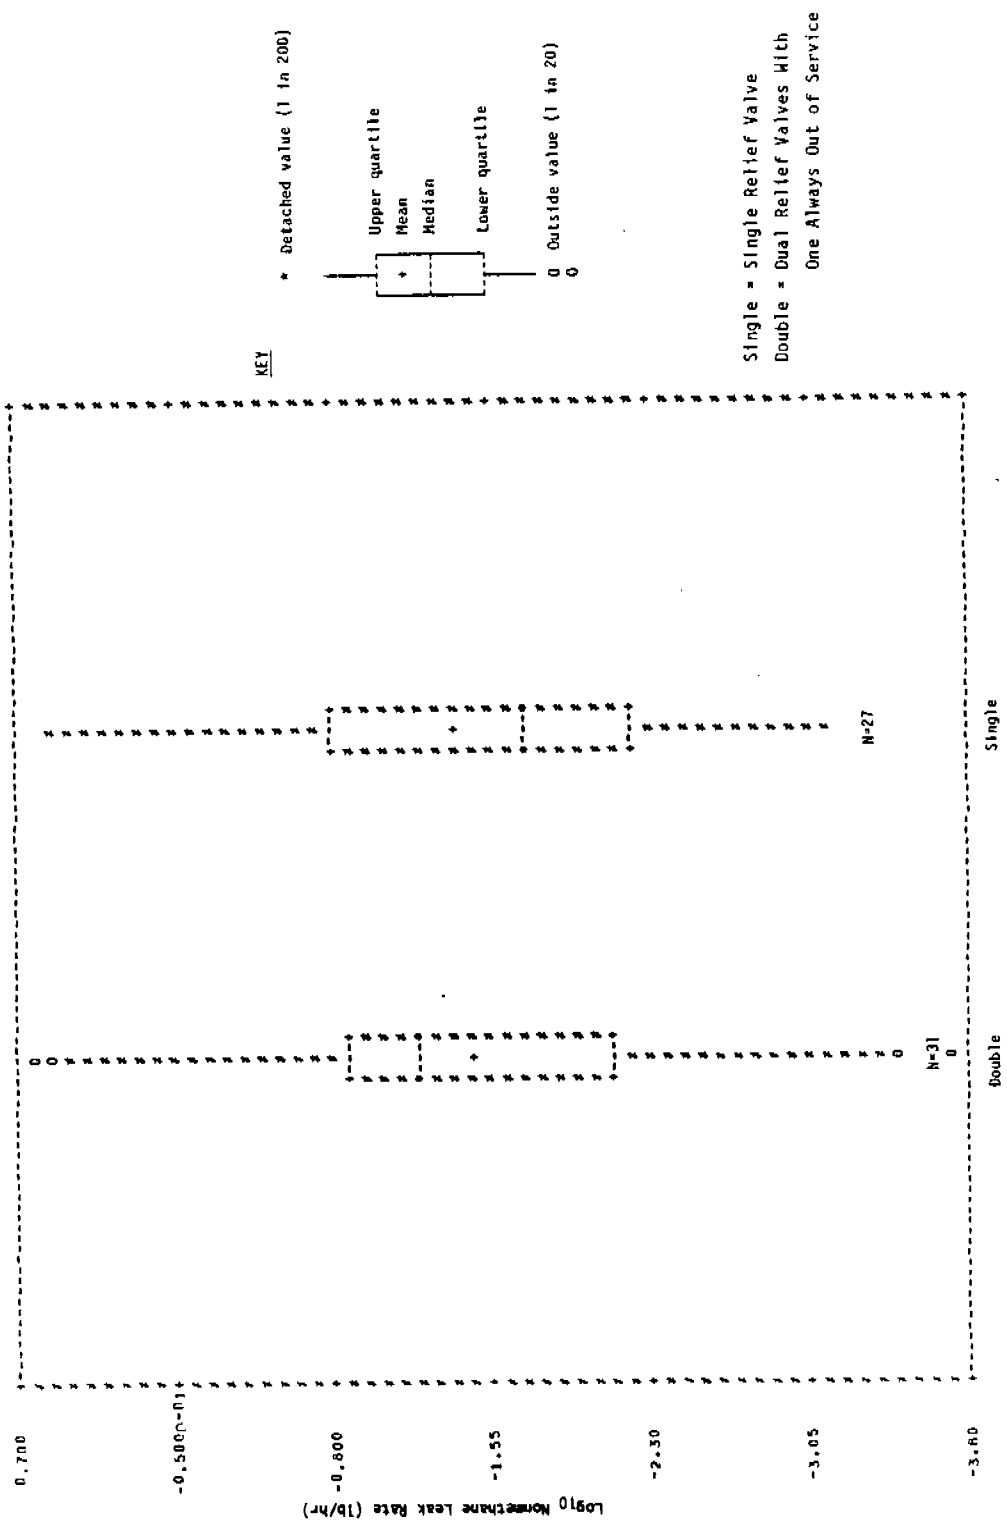 * Detached value (1 in 200)
KEY
Upper quartile
Mean
Median
Lower quartile
0 Outside value (1 in 20)
0
Single = Single Relief Valve
Double = Dual Relief Valves With
One Always Out of Service
Log10 Nonmethane Leak Rate (lb/hr)
0.700
-0.500E-01
-0.800
-1.55
-2.30
-3.05
-3.80
N=31
N=27
Double
Single